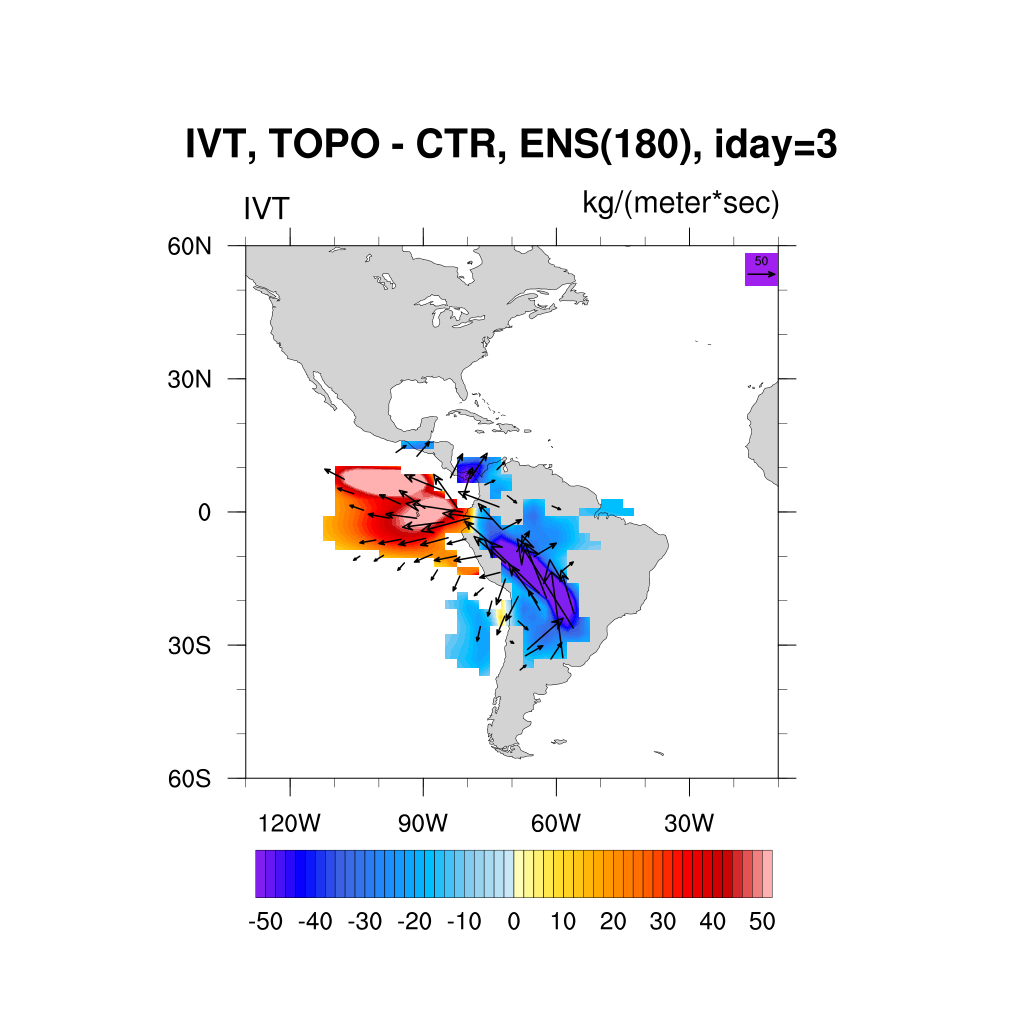 IVT, TOPO - CTR, ENS(180), iday=3
IVT
kg/(meter*sec)
60N
50
30N
0
30S
60S
120W 90W 60W 30W
-50 -40 -30 -20 -10 0 10 20 30 40 50